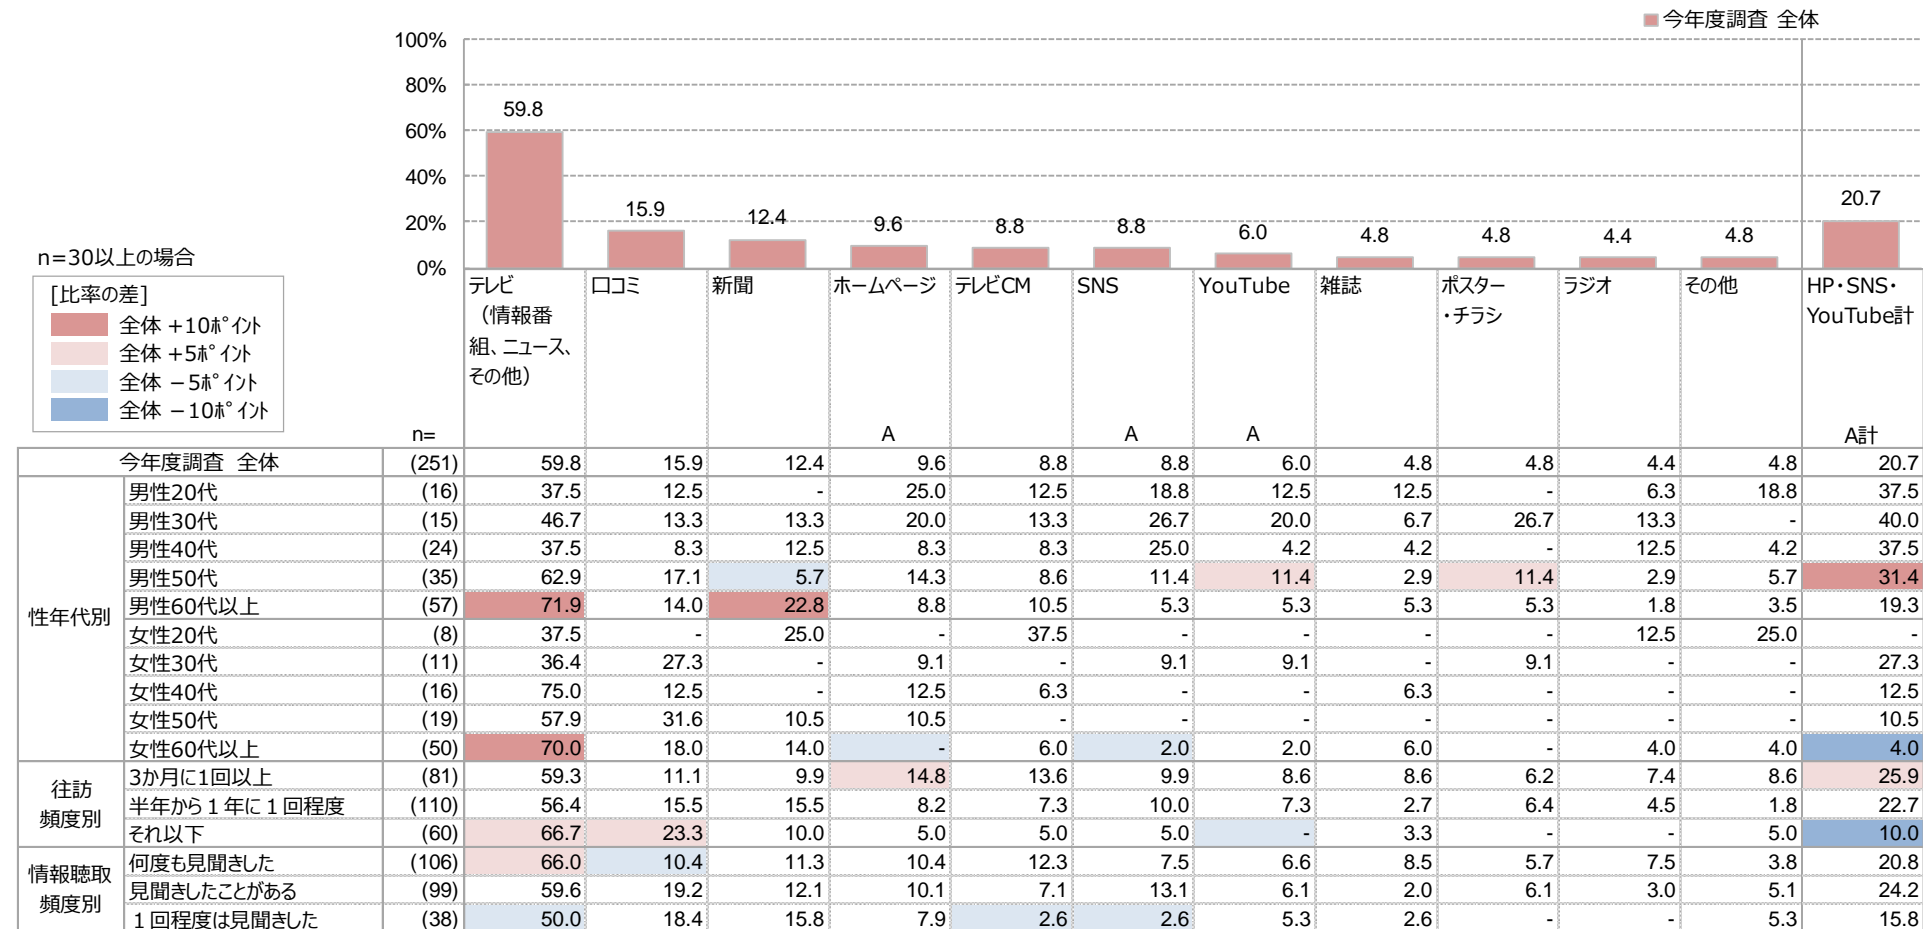 今年度調査 全体
100%
80%
60%
40%
20%
0%
59.8
15.9
12.4
9.6
8.8
8.8
6.0
4.8
4.8
4.4
4.8
20.7
n=30以上の場合
[比率の差]
全体 +10ポイント
全体 +5ポイント
全体 −5ポイント
全体 −10ポイント
テレビ
(情報番
組、ニュース、
その他)
口コミ
新聞
ホームページ
テレビCM
SNS
YouTube
雑誌
ポスター
・チラシ
ラジオ
その他
HP・SNS・
YouTube計
n= A A A A計
今年度調査 全体 (251) 59.8 15.9 12.4 9.6 8.8 8.8 6.0 4.8 4.8 4.4 4.8 20.7
性年代別
男性20代 (16) 37.5 12.5 - 25.0 12.5 18.8 12.5 12.5 - 6.3 18.8 37.5
男性30代 (15) 46.7 13.3 13.3 20.0 13.3 26.7 20.0 6.7 26.7 13.3 - 40.0
男性40代 (24) 37.5 8.3 12.5 8.3 8.3 25.0 4.2 4.2 - 12.5 4.2 37.5
男性50代 (35) 62.9 17.1 5.7 14.3 8.6 11.4 11.4 2.9 11.4 2.9 5.7 31.4
男性60代以上 (57) 71.9 14.0 22.8 8.8 10.5 5.3 5.3 5.3 5.3 1.8 3.5 19.3
女性20代 (8) 37.5 - 25.0 - 37.5 - - - - 12.5 25.0 -
女性30代 (11) 36.4 27.3 - 9.1 - 9.1 9.1 - 9.1 - - 27.3
女性40代 (16) 75.0 12.5 - 12.5 6.3 - - 6.3 - - - 12.5
女性50代 (19) 57.9 31.6 10.5 10.5 - - - - - - - 10.5
女性60代以上 (50) 70.0 18.0 14.0 - 6.0 2.0 2.0 6.0 - 4.0 4.0 4.0
往訪
頻度別
3か月に1回以上 (81) 59.3 11.1 9.9 14.8 13.6 9.9 8.6 8.6 6.2 7.4 8.6 25.9
半年から１年に１回程度 (110) 56.4 15.5 15.5 8.2 7.3 10.0 7.3 2.7 6.4 4.5 1.8 22.7
それ以下 (60) 66.7 23.3 10.0 5.0 5.0 5.0 - 3.3 - - 5.0 10.0
情報聴取
頻度別
何度も見聞きした (106) 66.0 10.4 11.3 10.4 12.3 7.5 6.6 8.5 5.7 7.5 3.8 20.8
見聞きしたことがある (99) 59.6 19.2 12.1 10.1 7.1 13.1 6.1 2.0 6.1 3.0 5.1 24.2
１回程度は見聞きした (38) 50.0 18.4 15.8 7.9 2.6 2.6 5.3 2.6 - - 5.3 15.8